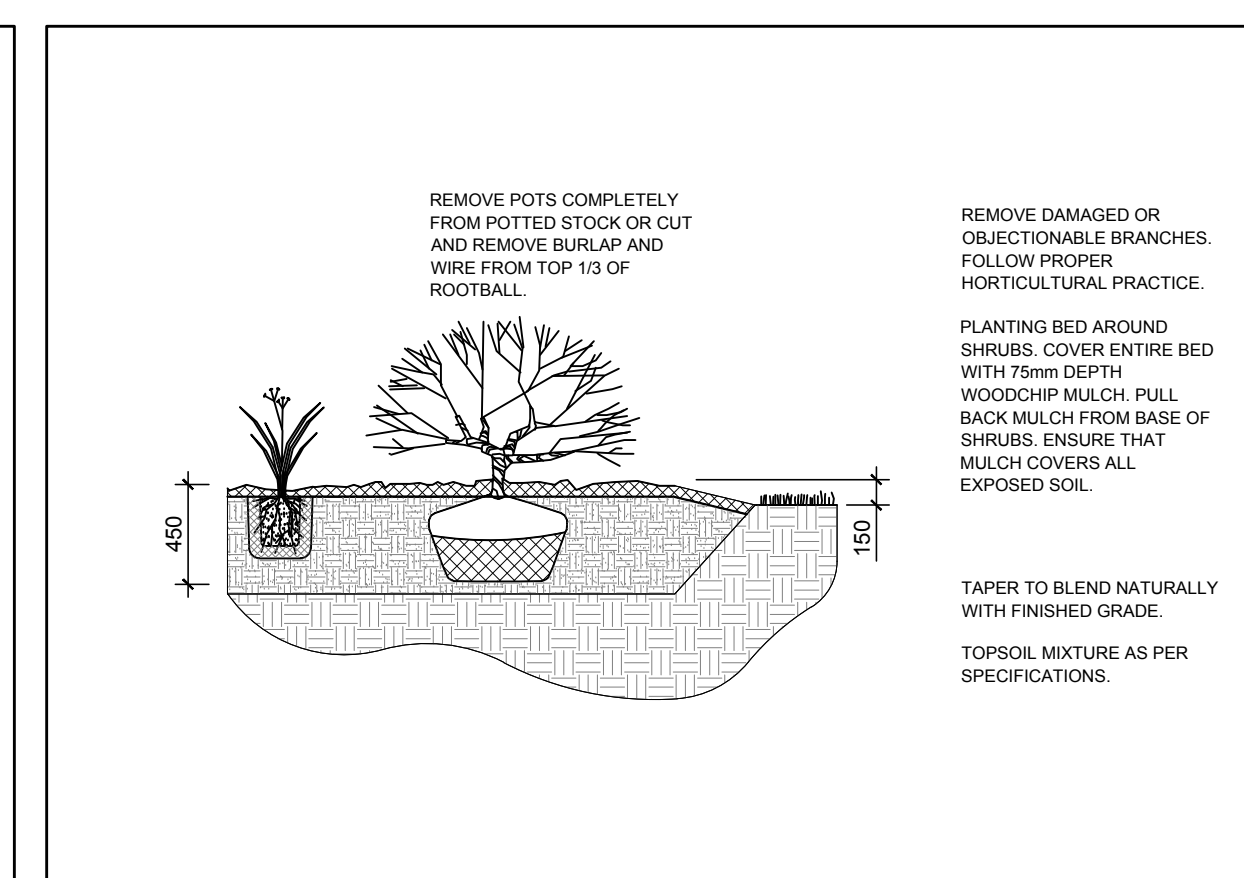 REMOVE POTS COMPLETELY
FROM POTTED STOCK OR CUT
AND REMOVE BURLAP AND
WIRE FROM TOP 1/3 OF
ROOTBALL.
REMOVE DAMAGED OR
OBJECTIONABLE BRANCHES.
FOLLOW PROPER
HORTICULTURAL PRACTICE.
PLANTING BED AROUND
SHRUBS. COVER ENTIRE BED
WITH 75mm DEPTH
WOODCHIP MULCH. PULL
BACK MULCH FROM BASE OF
SHRUBS. ENSURE THAT
MULCH COVERS ALL
EXPOSED SOIL.
450
150
TAPER TO BLEND NATURALLY
WITH FINISHED GRADE.
TOPSOIL MIXTURE AS PER
SPECIFICATIONS.